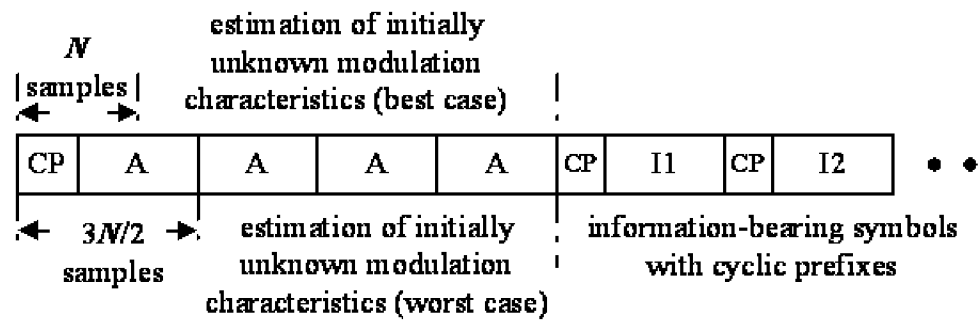 estimation of initially
unknown modulation
characteristics (best case)
N
samples
CP A A A A CP I1 CP I2
3N/2
samples
estimation of initially
unknown modulation
characteristics (worst case)
information-bearing symbols
with cyclic prefixes